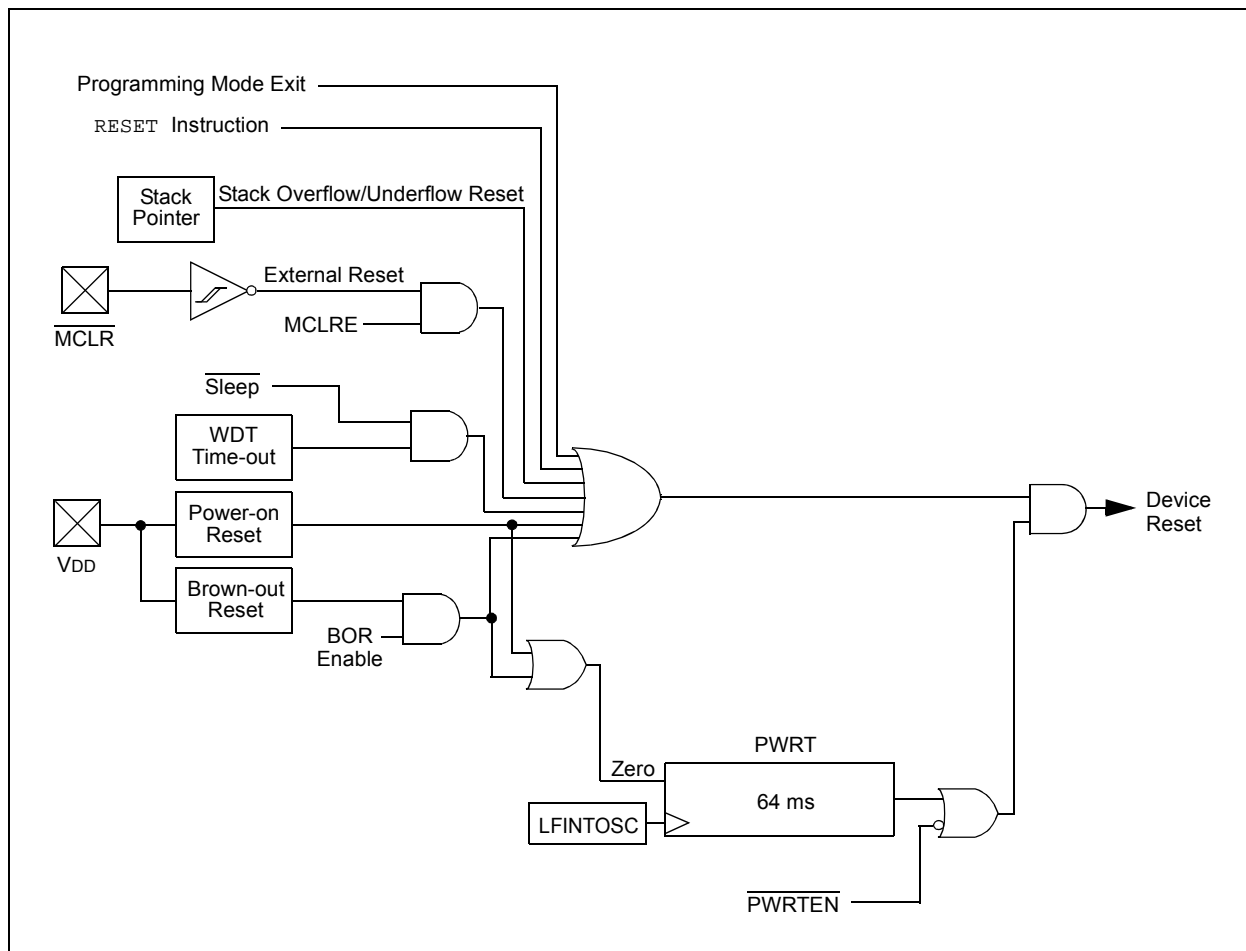 Programming Mode Exit
RESET Instruction
Stack Pointer
Stack Overflow/Underflow Reset
External Reset
MCLR
MCLRE
Sleep
WDT
Time-out
Power-on
Reset
VDD
Brown-out
Reset
BOR
Enable
Device
Reset
PWRT
Zero
64 ms
LFINTOSC
PWRTEN